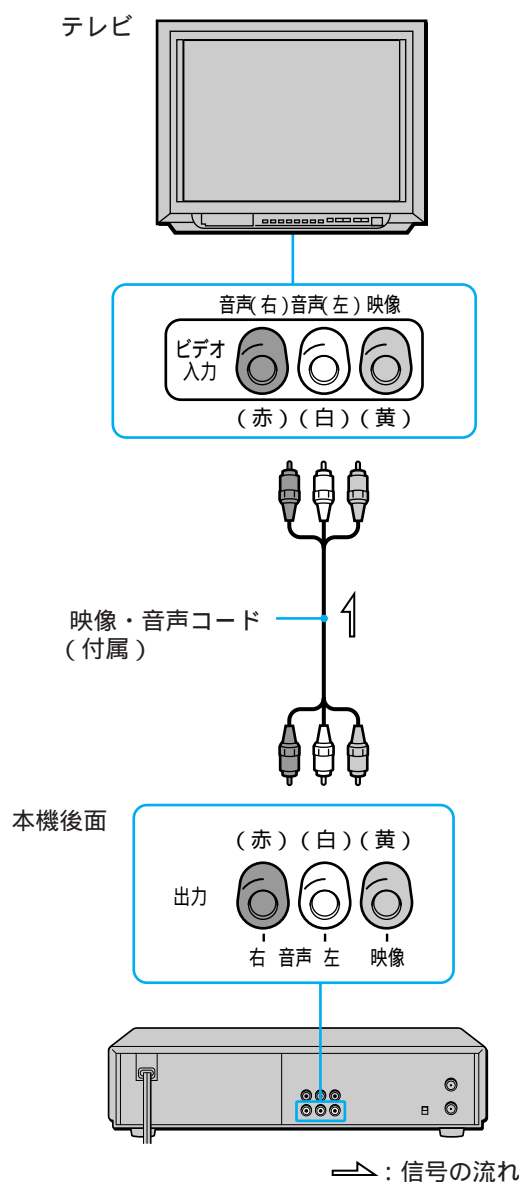 テレビ
音声(右)音声(左)映像
ビデオ
入力
(赤)(白)(黄)
映像・音声コード
(付属)
本機後面
(赤)(白)(黄)
出力
右 音声 左 映像
:信号の流れ